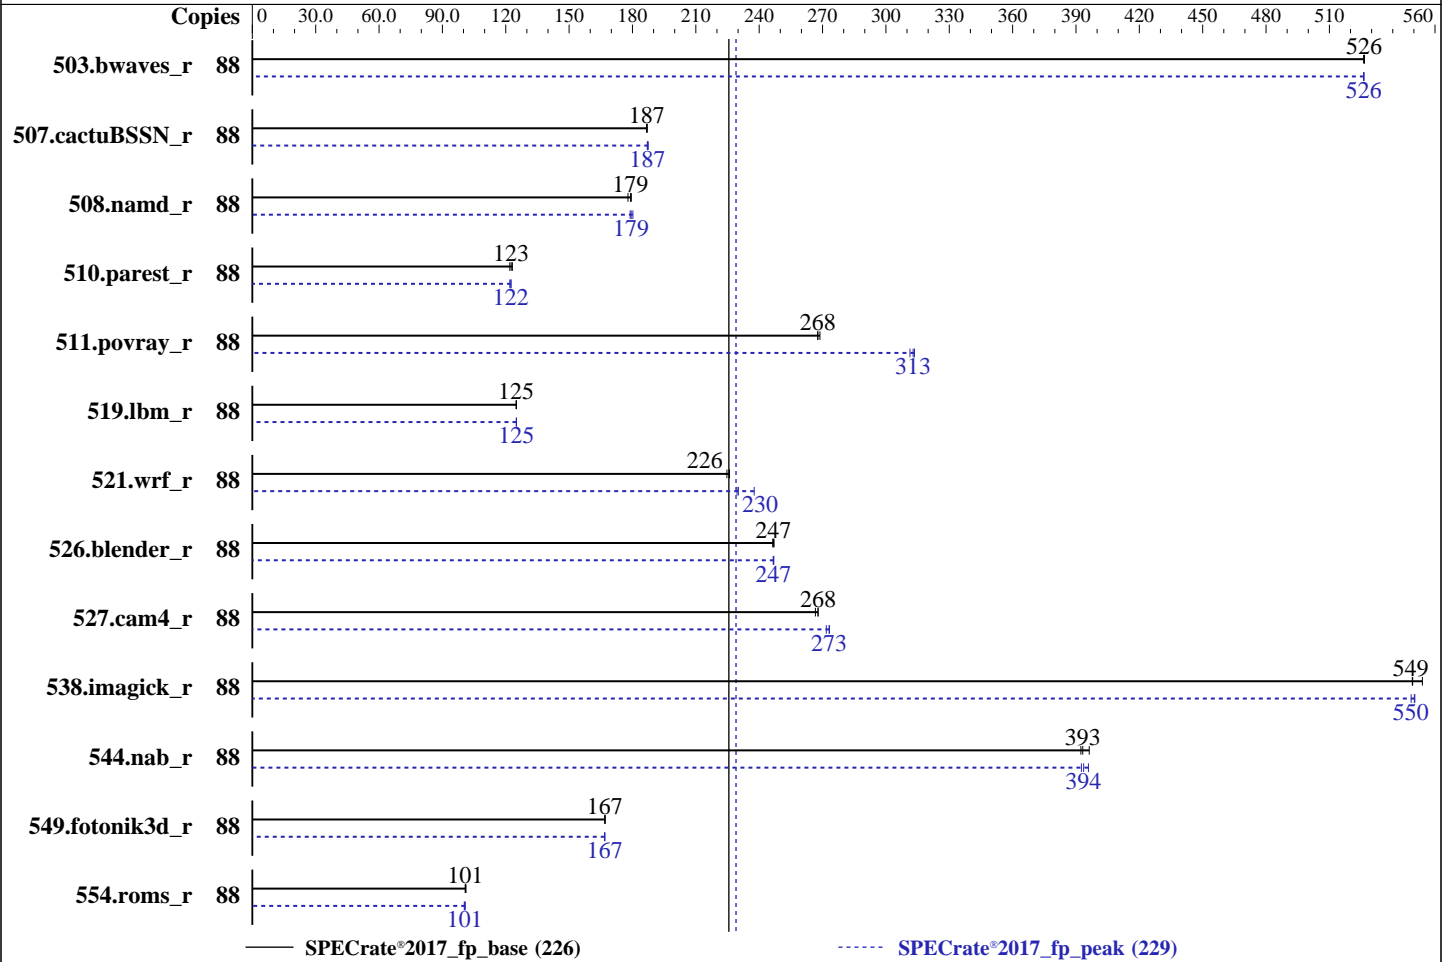 Copies 0 30.0 60.0 90.0 120 150 180 210 240 270 300 330 360 390 420 450 480 510 560
503.bwaves_r 88 526
526
507.cactuBSSN_r 88 187
187
508.namd_r 88 179
179
510.parest_r 88 123
122
511.povray_r 88 268
313
519.lbm_r 88 125
125
521.wrf_r 88 226
230
526.blender_r 88 247
247
527.cam4_r 88 268
273
538.imagick_r 88 549
550
544.nab_r 88 393
394
549.fotonik3d_r 88 167
167
554.roms_r 88 101
101
SPECrate®2017_fp_base (226) SPECrate®2017_fp_peak (229)